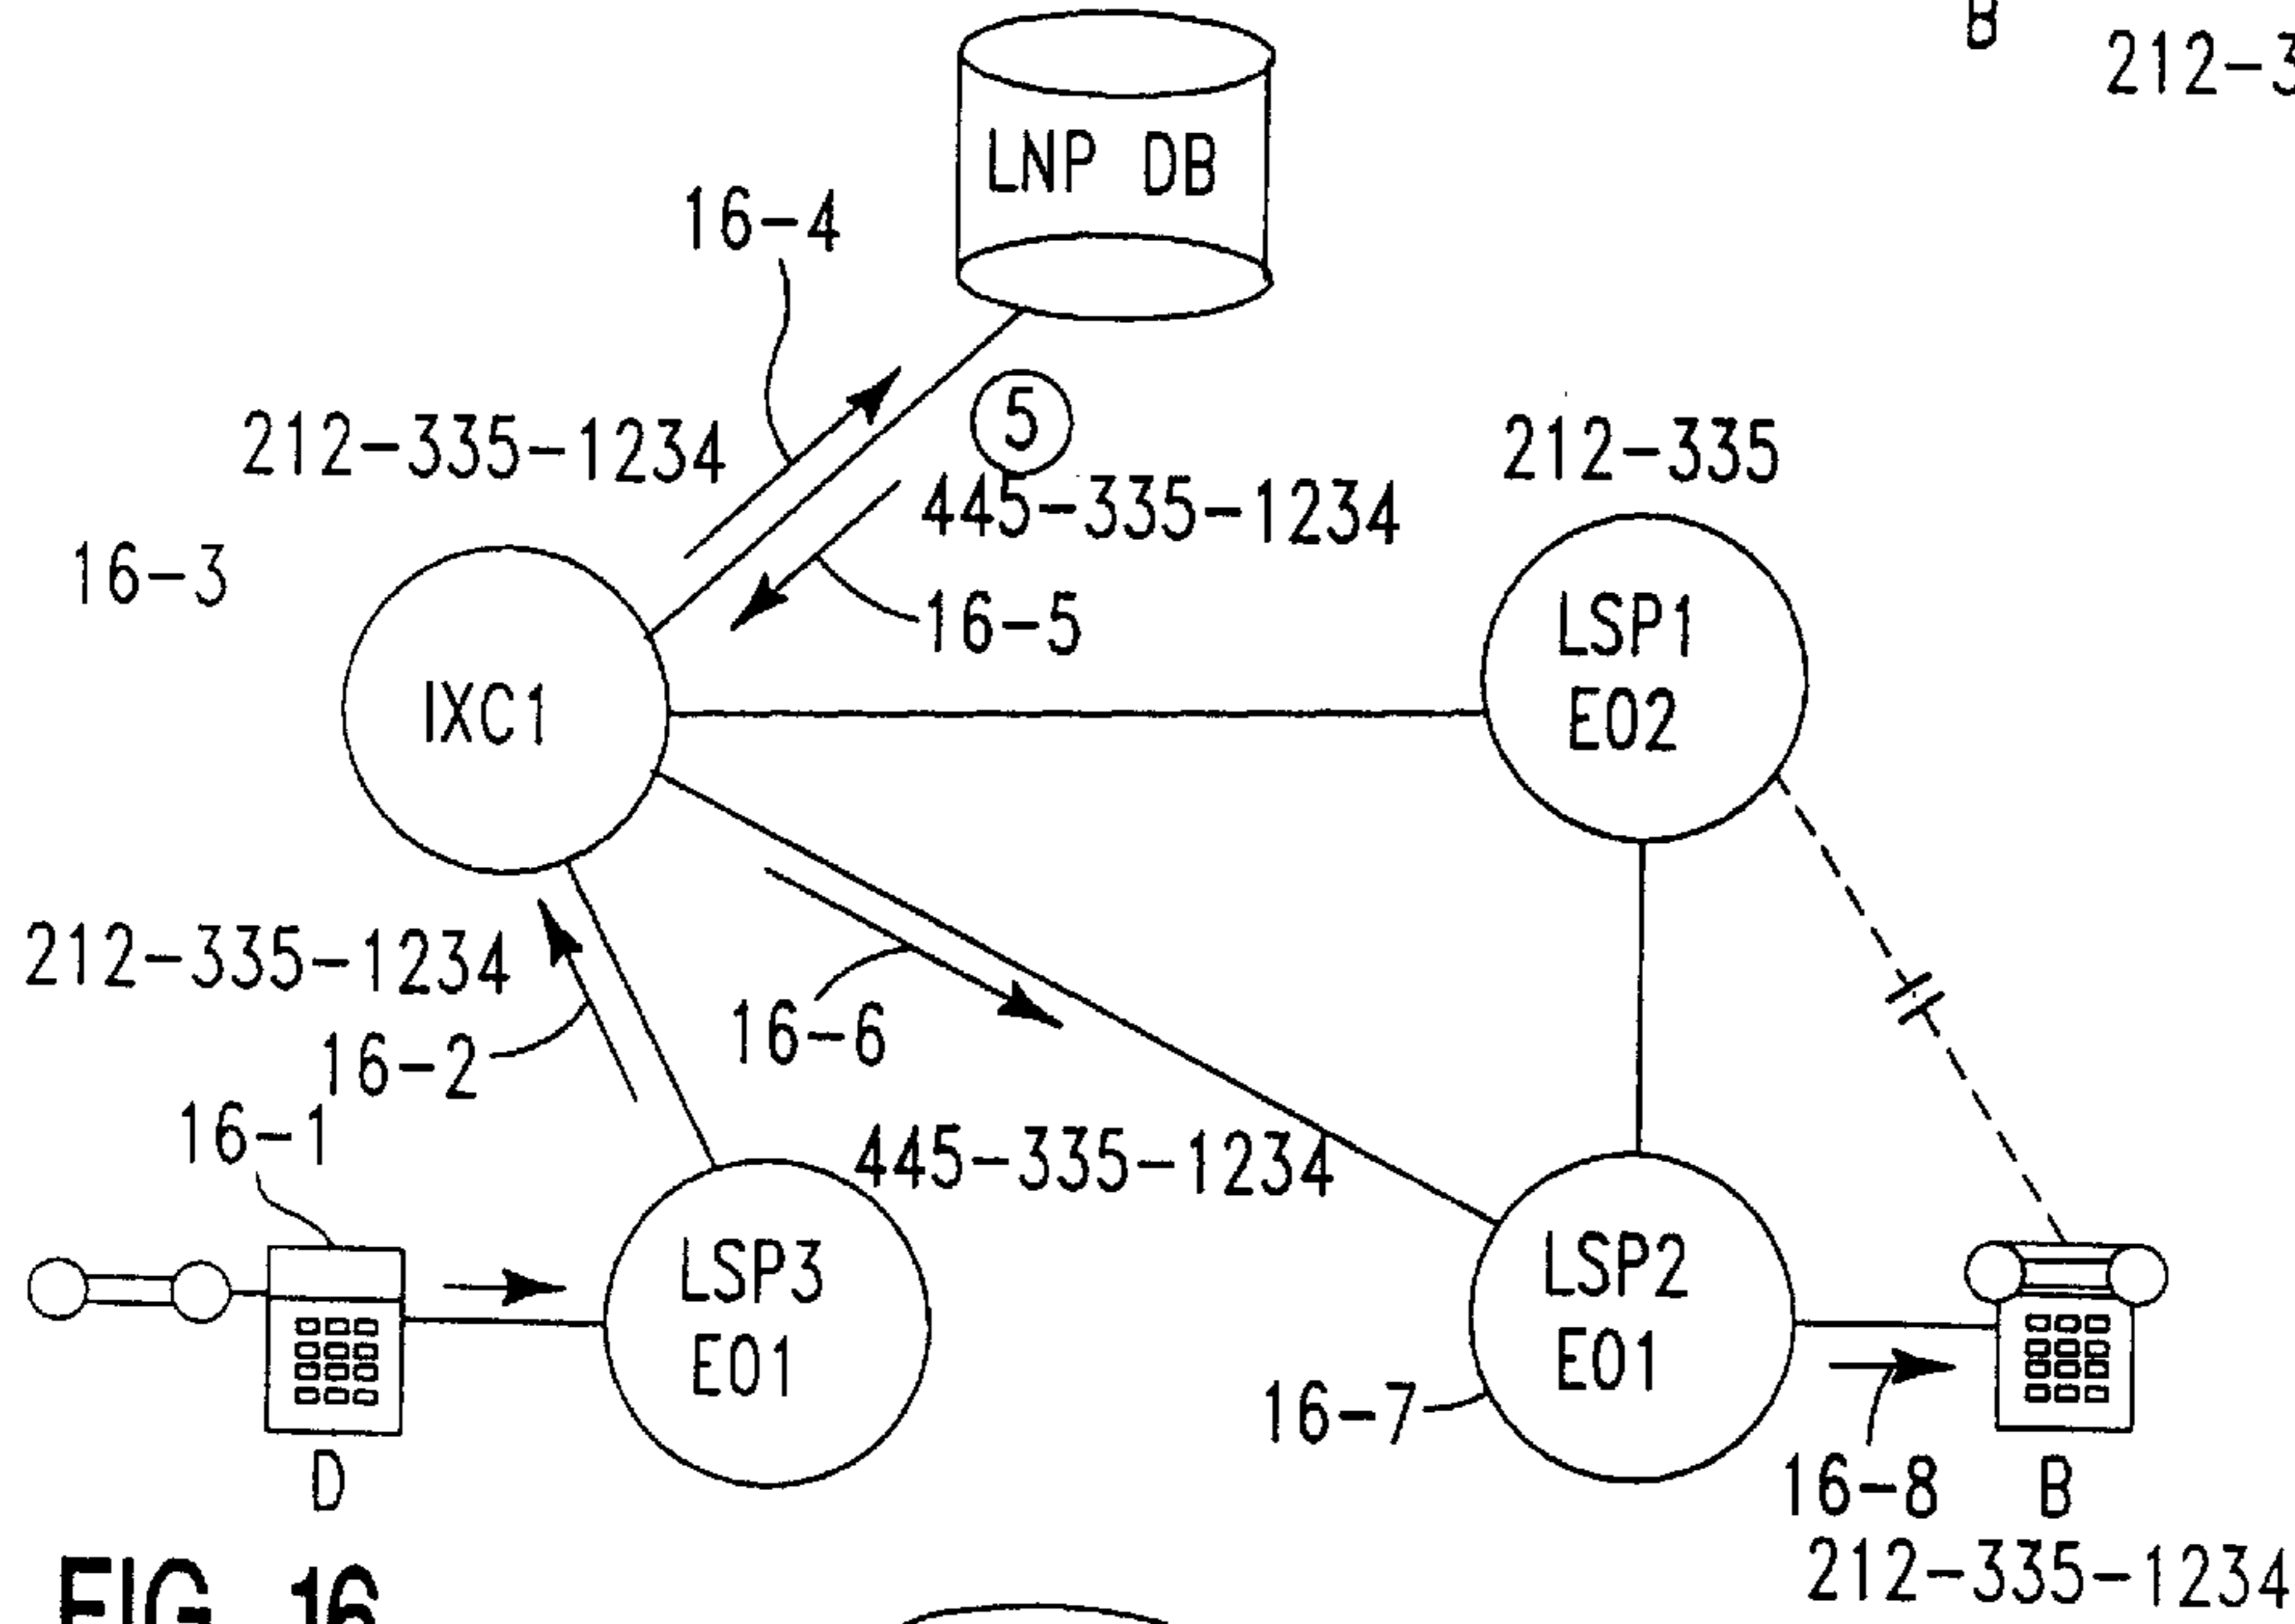 B
212-3
LNP DB
16-4
212-335-1234
5
445-335-1234
212-335
16-3
16-5
IXC1
LSP1
EO2
212-335-1234
16-2
16-6
16-1
445-335-1234
LSP3
EO1
LSP2
EO1
16-7
16-8
D
B
212-335-1234
FIG. 16